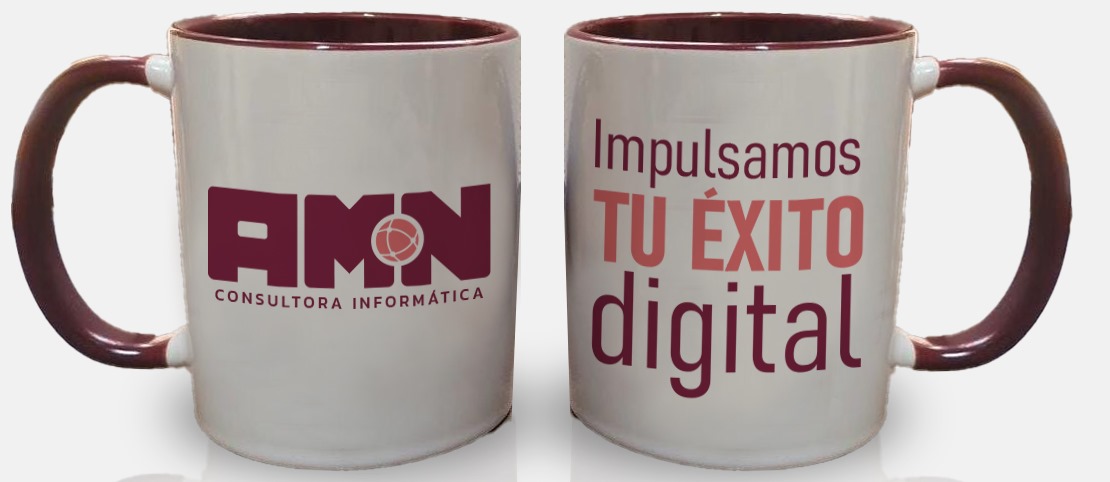 AMN
CONSULTORA INFORMÁTICA
Impulsamos
TU ÉXITO
digital